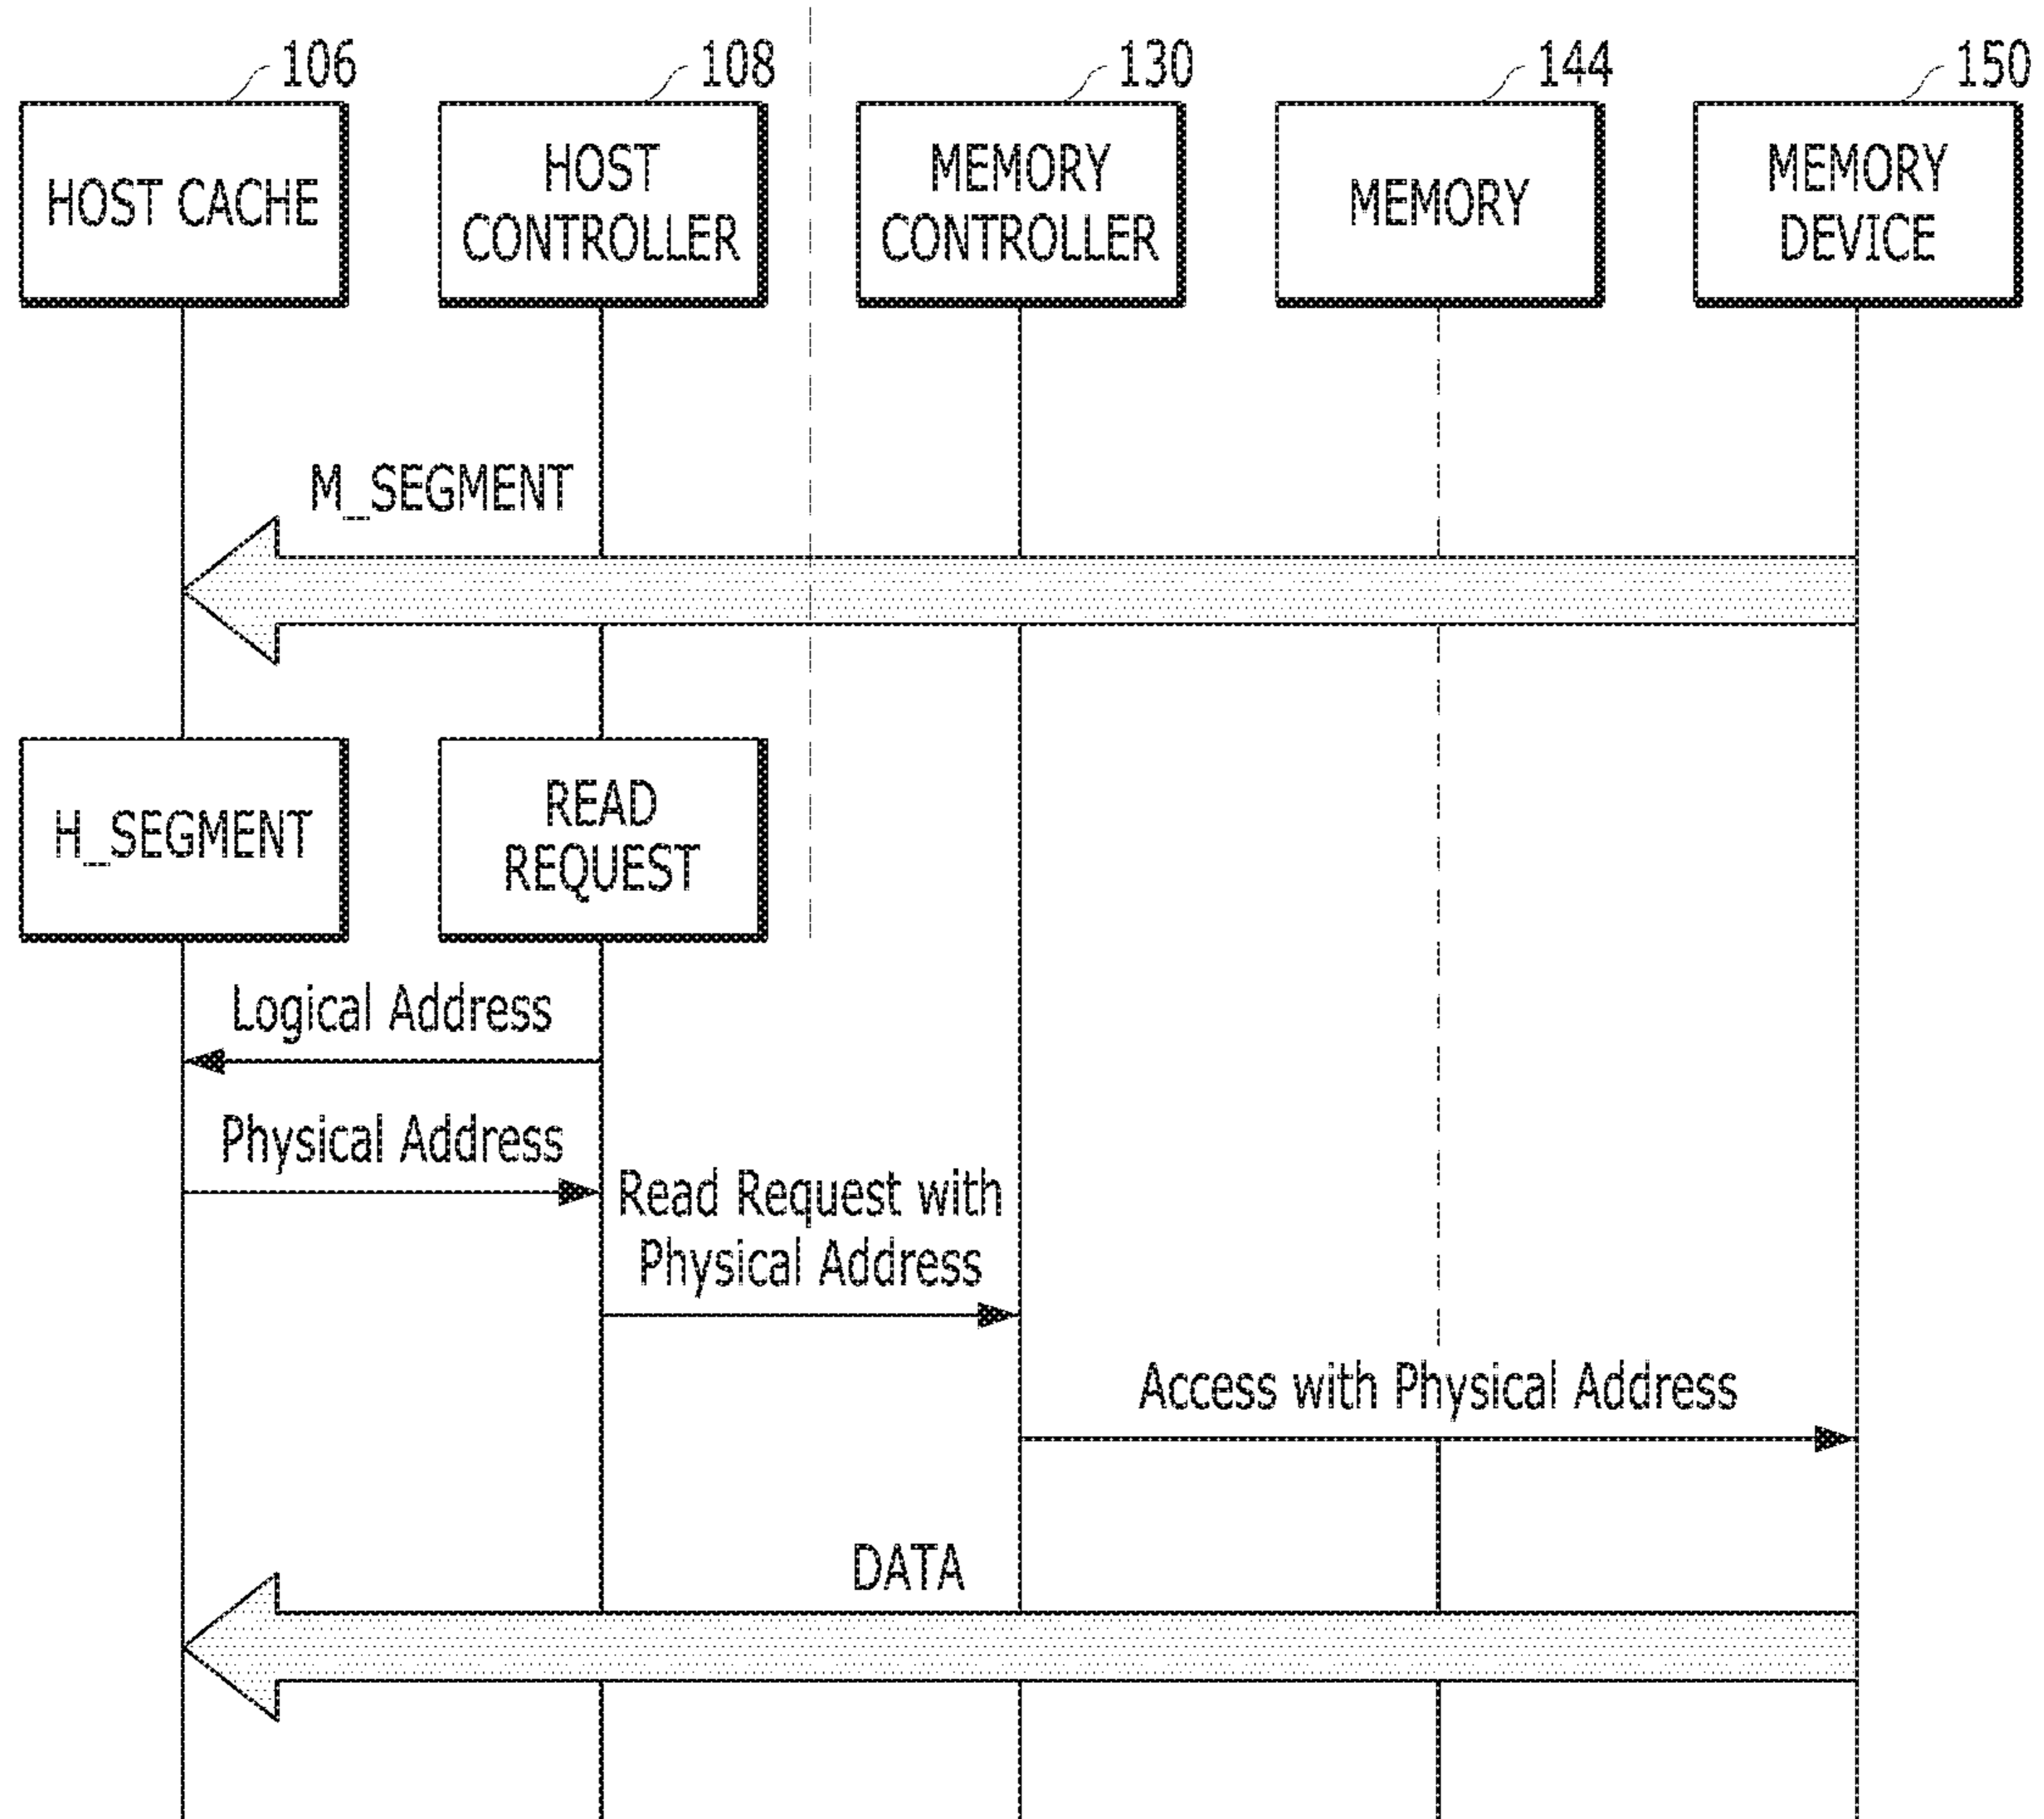 106
108
130
144
150
HOST CACHE
HOST
CONTROLLER
MEMORY
CONTROLLER
MEMORY
MEMORY
DEVICE
M_SEGMENT
H_SEGMENT
READ
REQUEST
Logical Address
Physical Address
Read Request with
Physical Address
Access with Physical Address
DATA